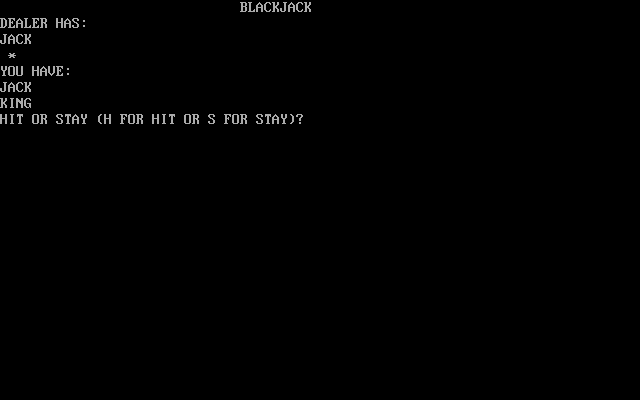 BLACKJACK
DEALER HAS:
JACK
*
YOU HAVE:
JACK
KING
HIT OR STAY (H FOR HIT OR S FOR STAY)?